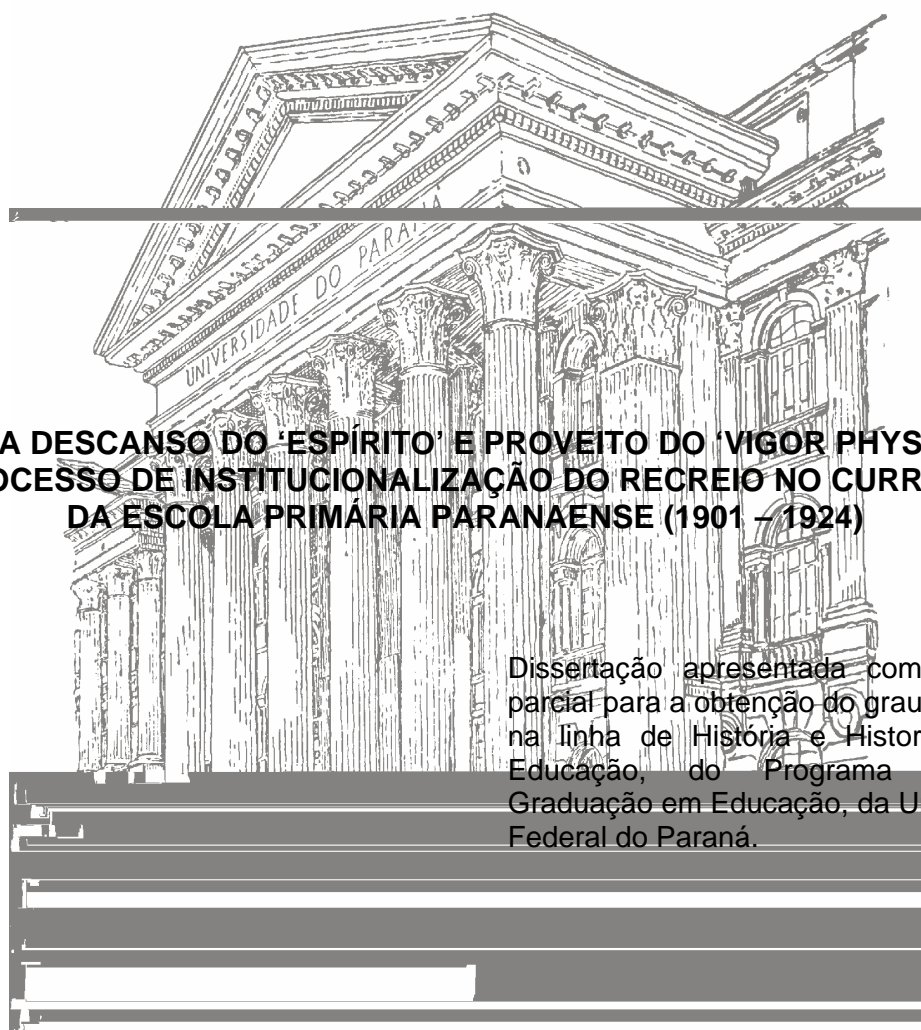 UNIVERSIDADE DO PARANÁ
A DESCANSO DO ‘ESPÍRITO’ E PROVEITO DO ‘VIGOR PHYS
OCESSO DE INSTITUCIONALIZAÇÃO DO RECREIO NO CURR
DA ESCOLA PRIMÁRIA PARANAENSE (1901 – 1924)
Dissertação apresentada com
parcial para a obtenção do grau
na linha de História e Histor
Educação, do Programa
Graduação em Educação, da U
Federal do Paraná.